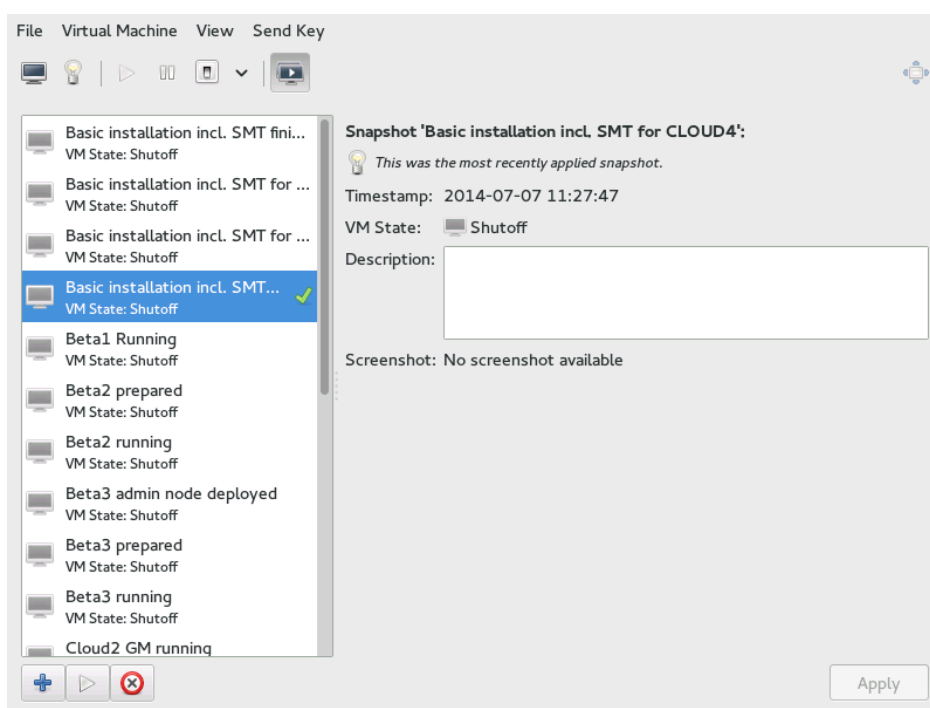 File Virtual Machine View Send Key
Basic installation incl. SMT fini...
VM State: Shutoff
Basic installation incl. SMT for ...
VM State: Shutoff
Basic installation incl. SMT for ...
VM State: Shutoff
Basic installation incl. SMT...
VM State: Shutoff
Beta1 Running
VM State: Shutoff
Beta2 prepared
VM State: Shutoff
Beta2 running
VM State: Shutoff
Beta3 admin node deployed
VM State: Shutoff
Beta3 prepared
VM State: Shutoff
Beta3 running
VM State: Shutoff
Cloud2 GM running
Snapshot 'Basic installation incl. SMT for CLOUD4':
This was the most recently applied snapshot.
Timestamp: 2014-07-07 11:27:47
VM State: Shutoff
Description:
Screenshot: No screenshot available
Apply